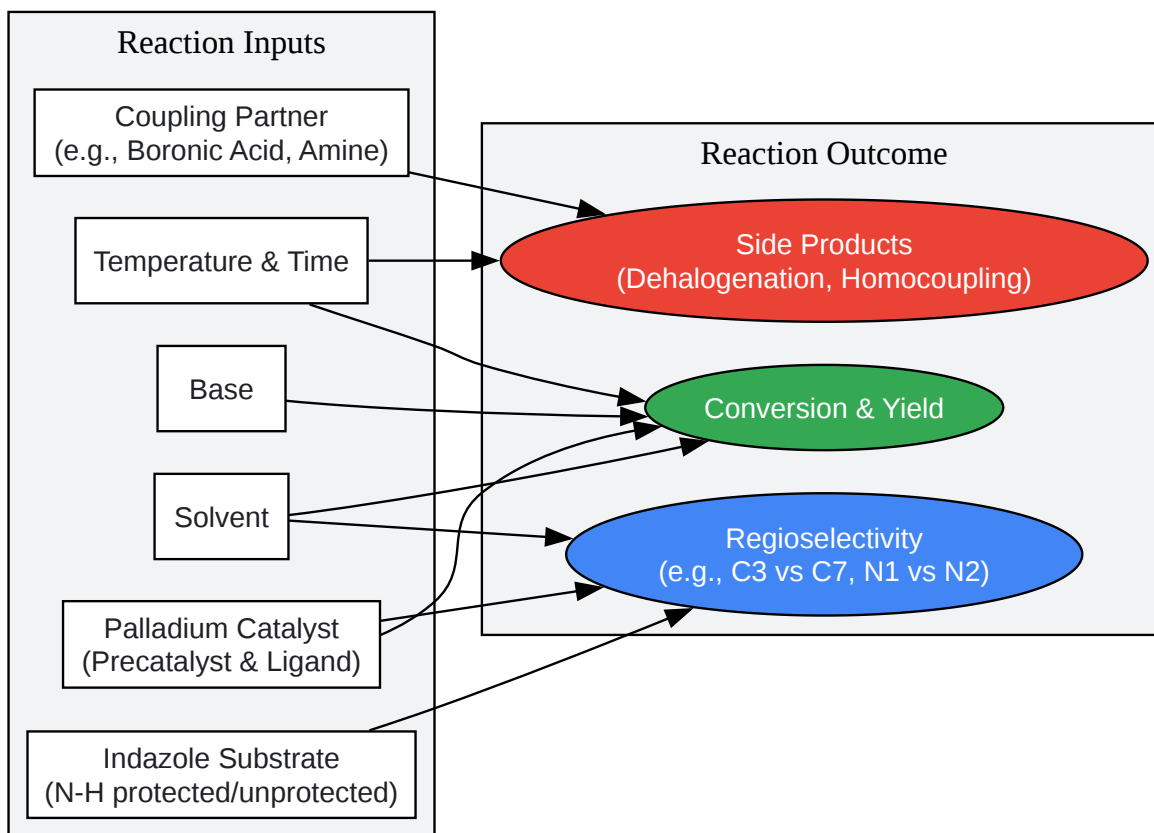 Reaction Inputs
Coupling Partner
(e.g., Boronic Acid, Amine)
Temperature & Time
Base
Solvent
Palladium Catalyst
(Precatalyst & Ligand)
Indazole Substrate
(N-H protected/unprotected)
Reaction Outcome
Side Products
(Dehalogenation, Homocoupling)
Conversion & Yield
Regioselectivity
(e.g., C3 vs C7, N1 vs N2)